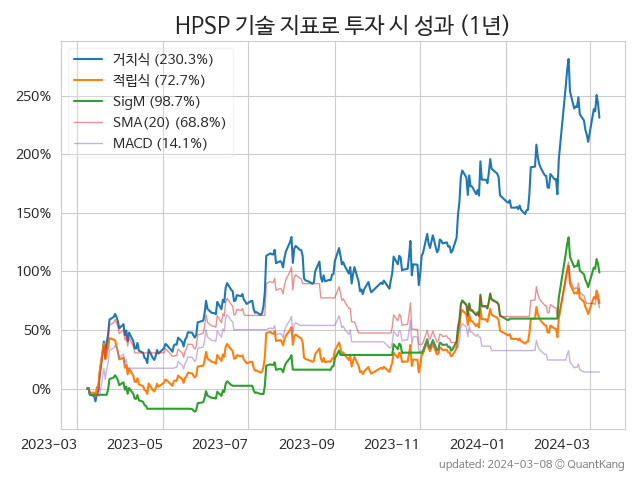 HPSP 기술 지표로 투자 시 성과 (1년)
거치식 (230.3%)
적립식 (72.7%)
SigM (98.7%)
SMA(20) (68.8%)
MACD (14.1%)
250%
200%
150%
100%
50%
0%
2023-03 2023-05 2023-07 2023-09 2023-11 2024-01 2024-03
updated: 2024-03-08 © QuantKang